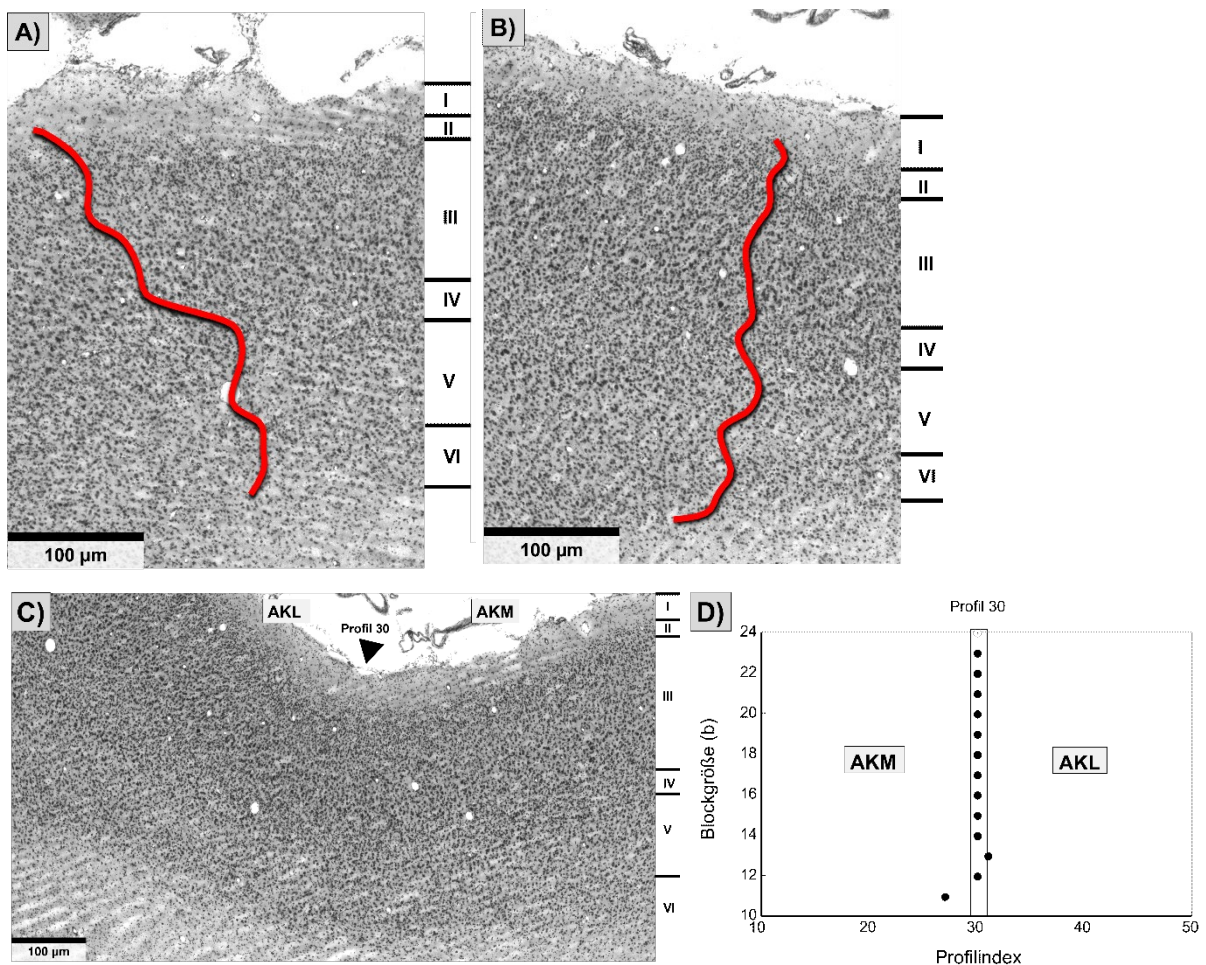 A)
I
II
III
IV
V
VI
100 µm
B)
I
II
III
IV
V
VI
100 µm
C)
AKL
AKM
Profil 30
I
II
III
IV
V
VI
100 µm
D)
Profil 30
24
20
18
16
14
12
10
Blockgröße (b)
AKM
AKL
10
20
30
40
50
Profilindex